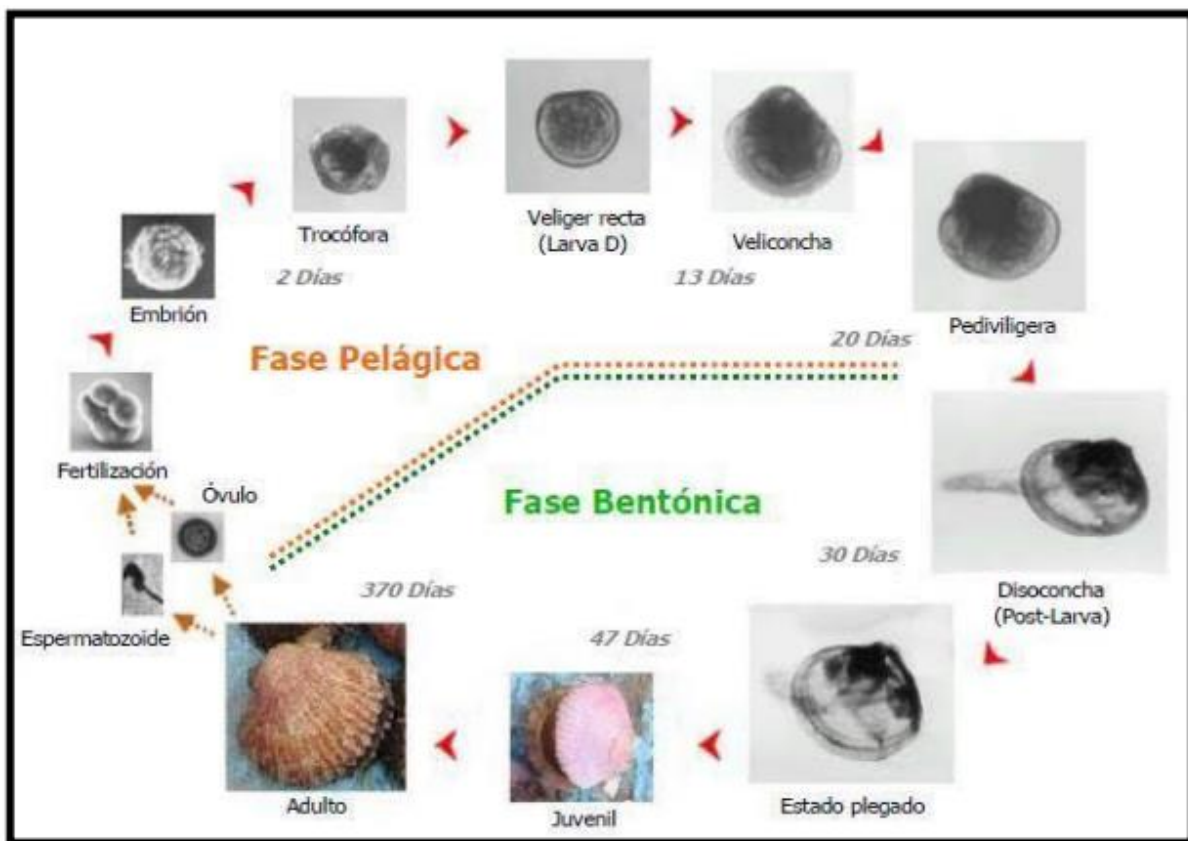 Trocófora
Veliger recta
(Larva D)
Veliconcha
Pediviligera
Embrión
2 Días
13 Días
20 Días
Fase Pelágica
Fertilización
Óvulo
Espermatozoide
Fase Bentónica
Disoconcha
(Post-Larva)
30 Días
370 Días
47 Días
Adulto
Juvenil
Estado plegado